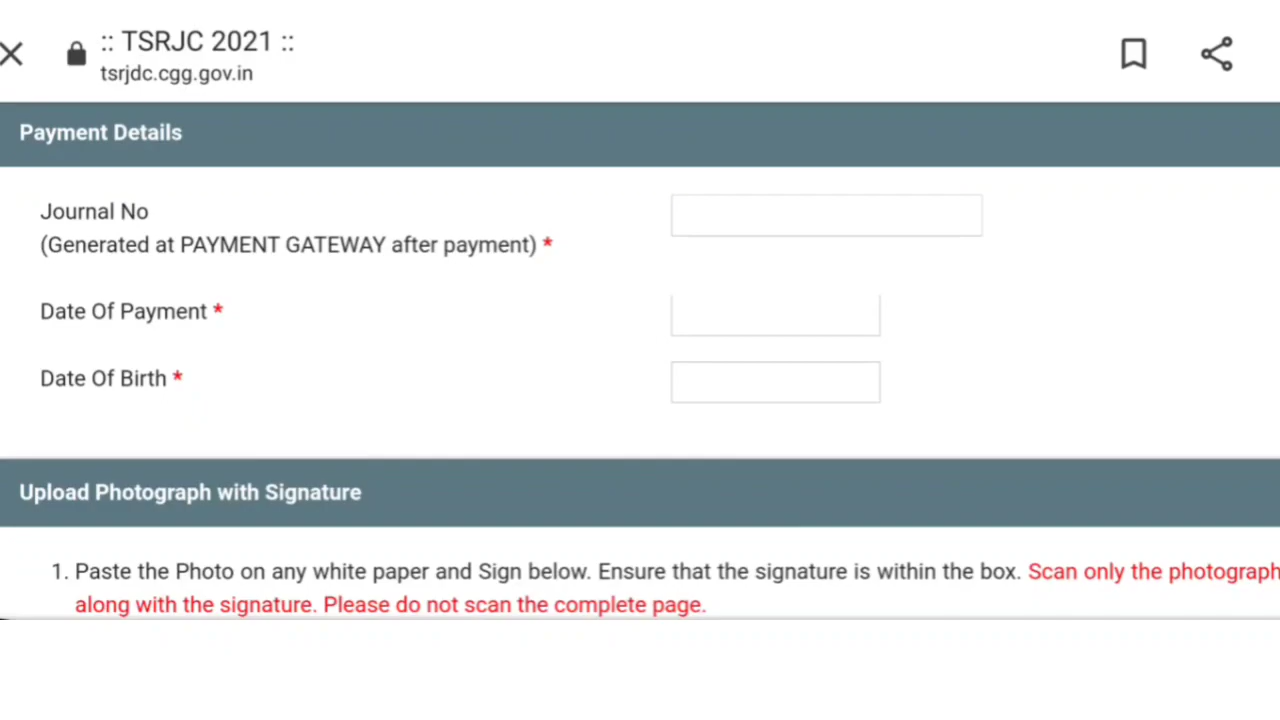 :: TSRJC 2021 ::
tsrjdc.cgg.gov.in
Payment Details
Journal No
(Generated at PAYMENT GATEWAY after payment) *
Date Of Payment *
Date Of Birth *
Upload Photograph with Signature
1. Paste the Photo on any white paper and Sign below. Ensure that the signature is within the box. Scan only the photograph
along with the signature. Please do not scan the complete page.